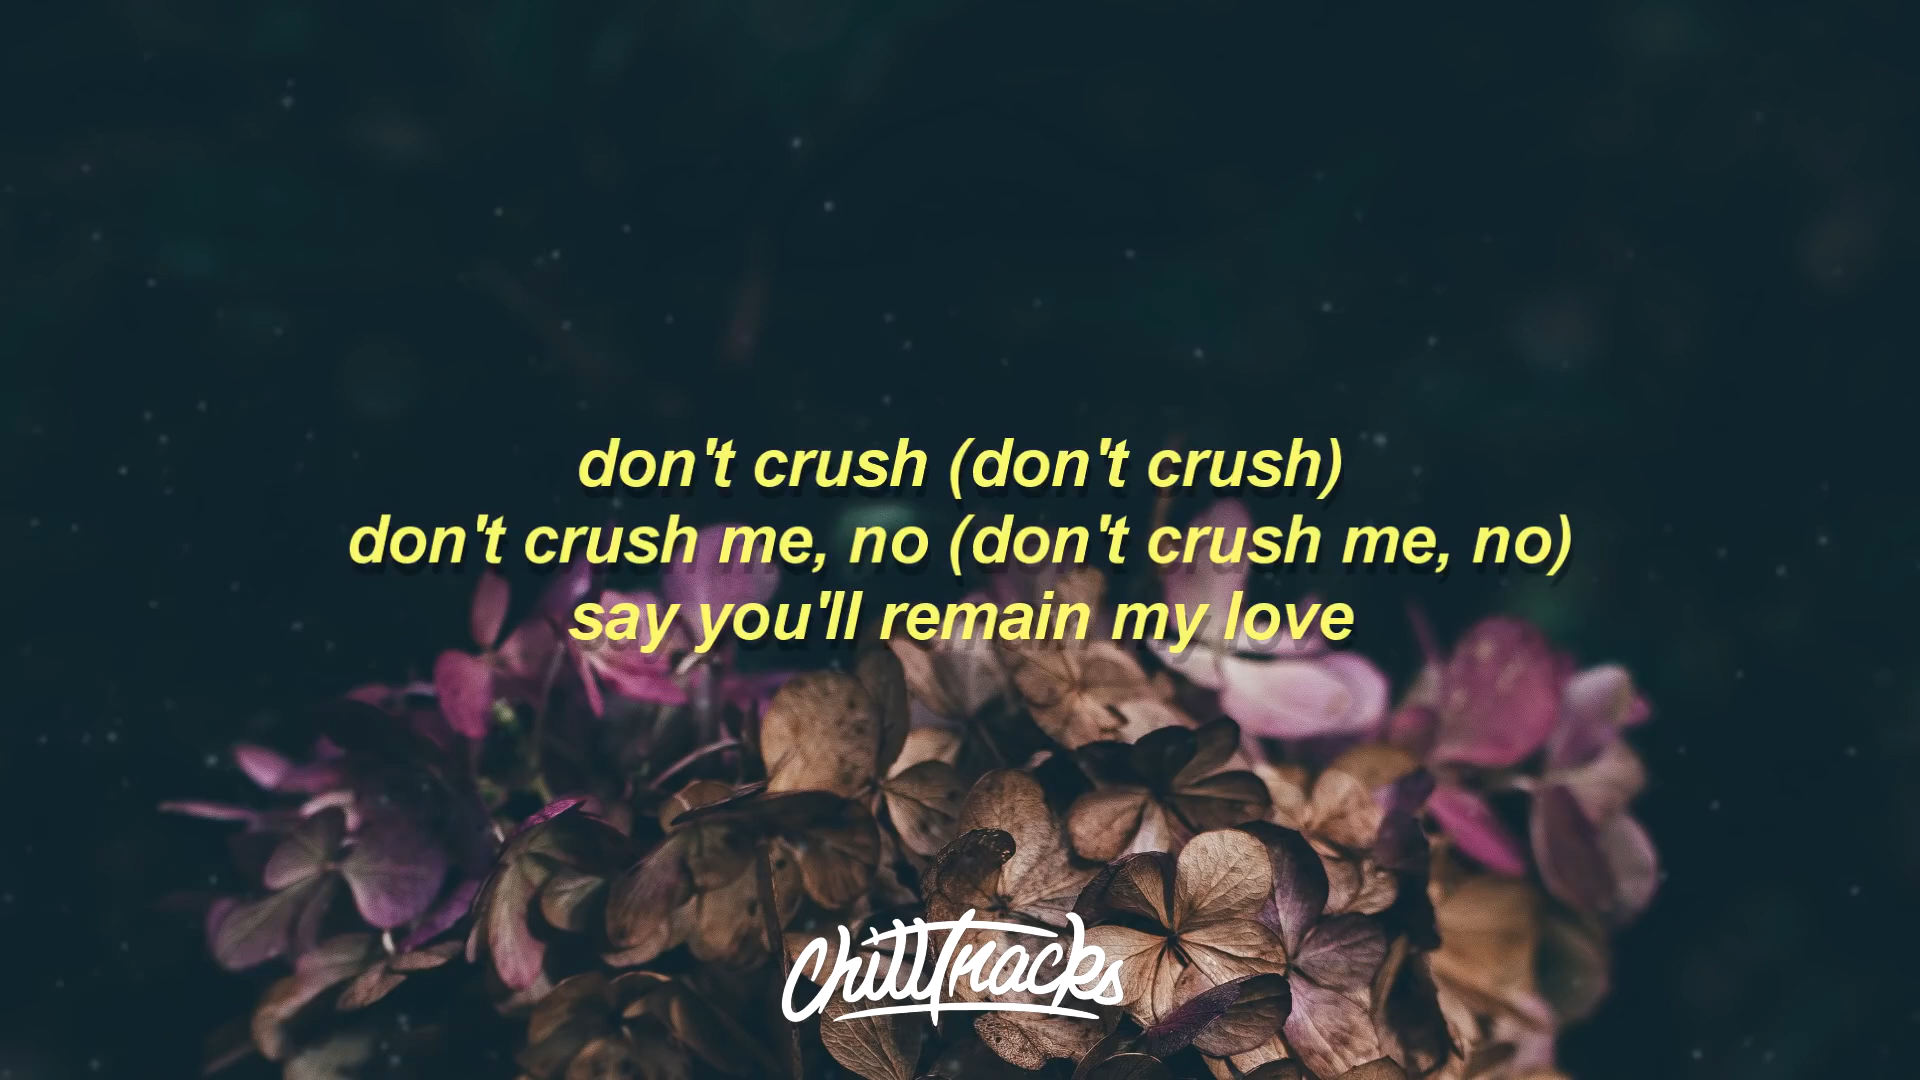 don't crush (don't crush)
don't crush me, no (don't crush me, no)
say you'll remain my love
ChillTracks